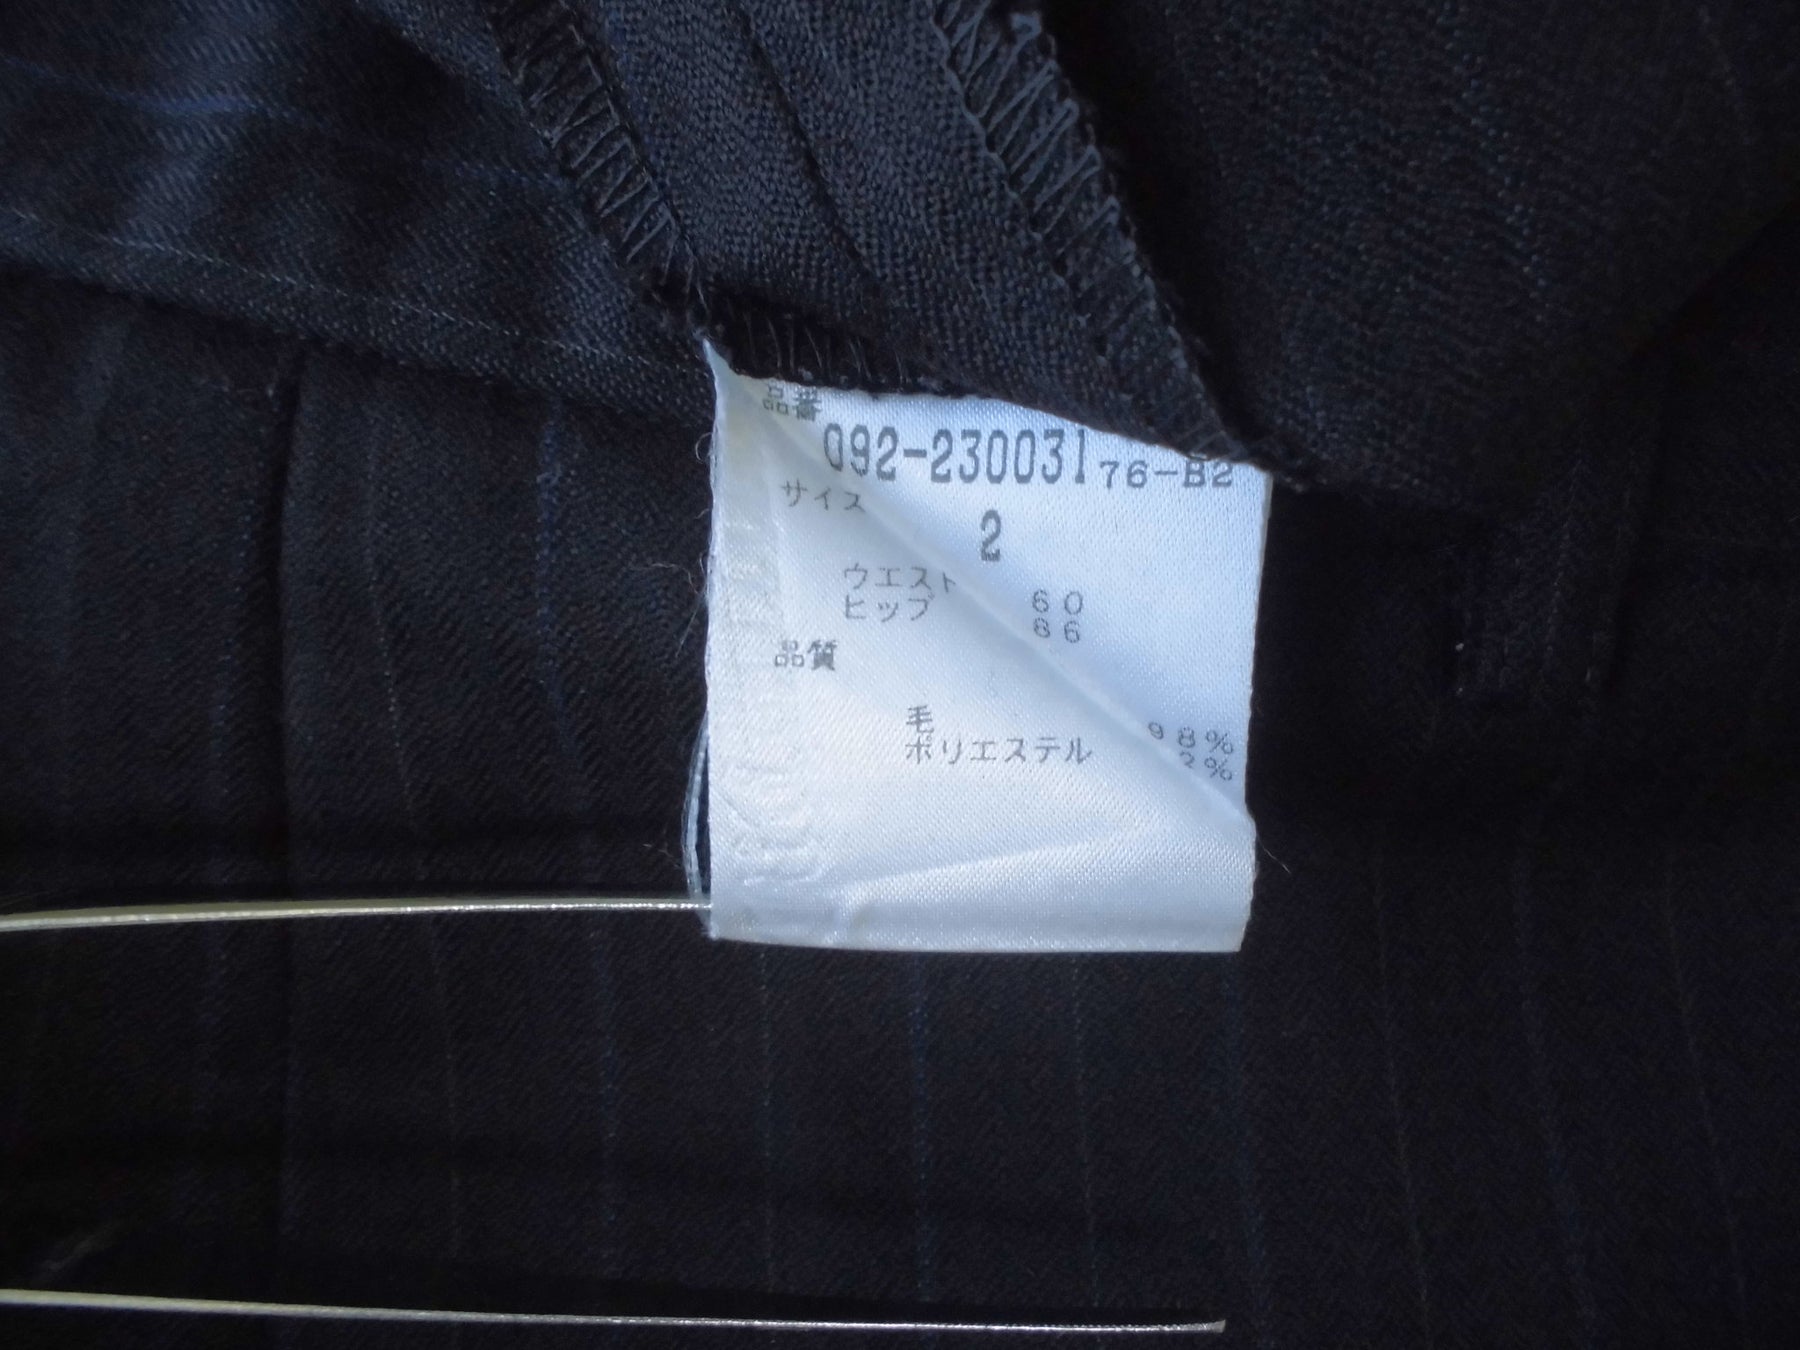 品番
092-230031 76-B2
サイズ
2
ウエスト 60
ヒップ 86
品質
毛 98%
ポリエステル 2%